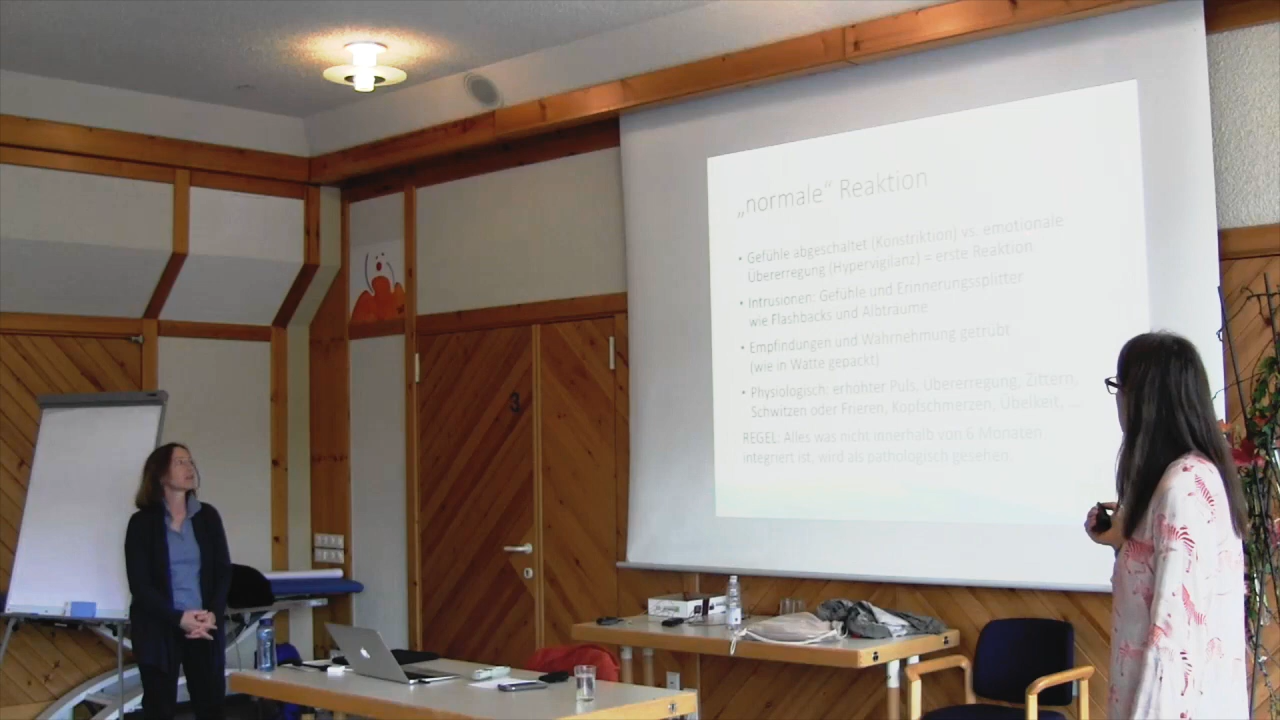 „normale“ Reaktion
• Gefühle abgeschaltet (Konstriktion) vs. emotionale
Übererregung (Hypervigilanz) = erste Reaktion
• Intrusionen: Gefühle und Erinnerungssplitter
wie Flashbacks und Albträume
• Empfindungen und Wahrnehmung getrübt
(wie in Watte gepackt)
• Physiologisch: erhöhter Puls, Übererregung, Zittern,
Schwitzen oder Frieren, Kopfschmerzen, Übelkeit, ...
REGEL: Alles was nicht innerhalb von 6 Monaten
integriert ist, wird als pathologisch gesehen.
3